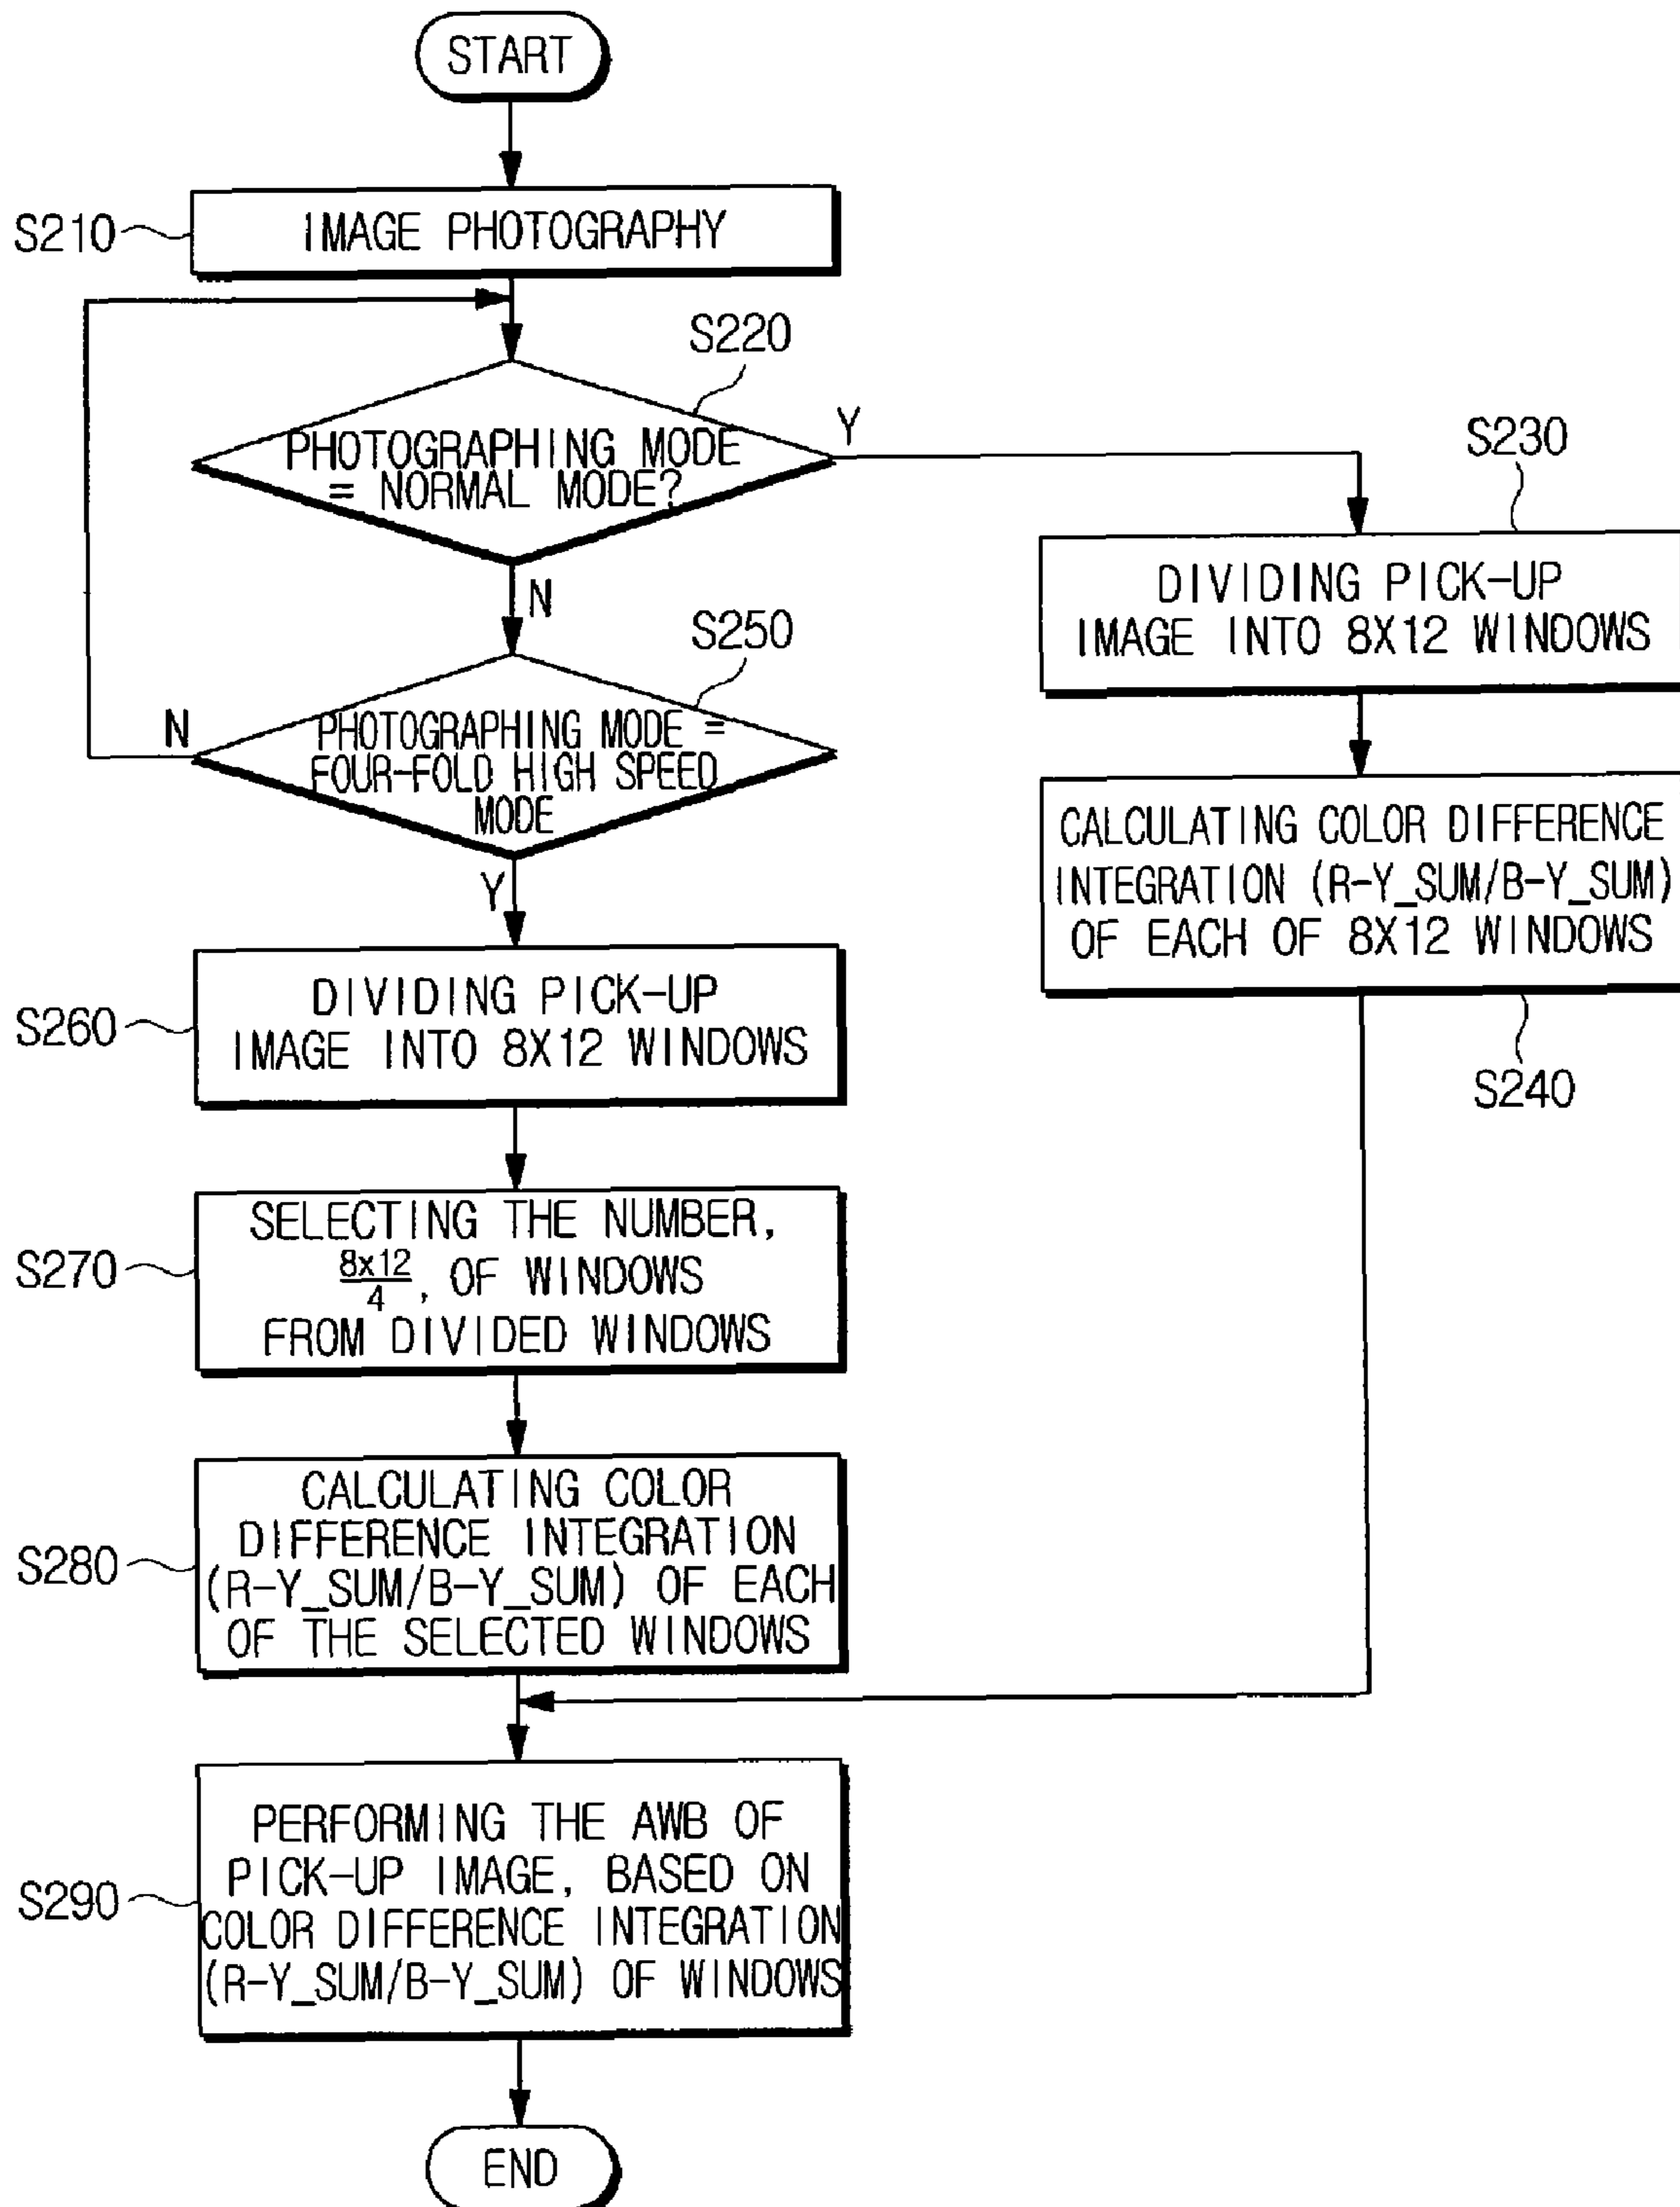 START
S210
IMAGE PHOTOGRAPHY
S220
PHOTOGRAPHING MODE
= NORMAL MODE?
Y
N
S230
DIVIDING PICK-UP
IMAGE INTO 8X12 WINDOWS
CALCULATING COLOR DIFFERENCE
INTEGRATION (R-Y_SUM/B-Y_SUM)
OF EACH OF 8X12 WINDOWS
S240
S250
N
PHOTOGRAPHING MODE =
FOUR-FOLD HIGH SPEED
MODE
Y
S260
DIVIDING PICK-UP
IMAGE INTO 8X12 WINDOWS
S270
SELECTING THE NUMBER,
8x12/4, OF WINDOWS
FROM DIVIDED WINDOWS
S280
CALCULATING COLOR
DIFFERENCE INTEGRATION
(R-Y_SUM/B-Y_SUM) OF EACH
OF THE SELECTED WINDOWS
S290
PERFORMING THE AWB OF
PICK-UP IMAGE, BASED ON
COLOR DIFFERENCE INTEGRATION
(R-Y_SUM/B-Y_SUM) OF WINDOWS
END